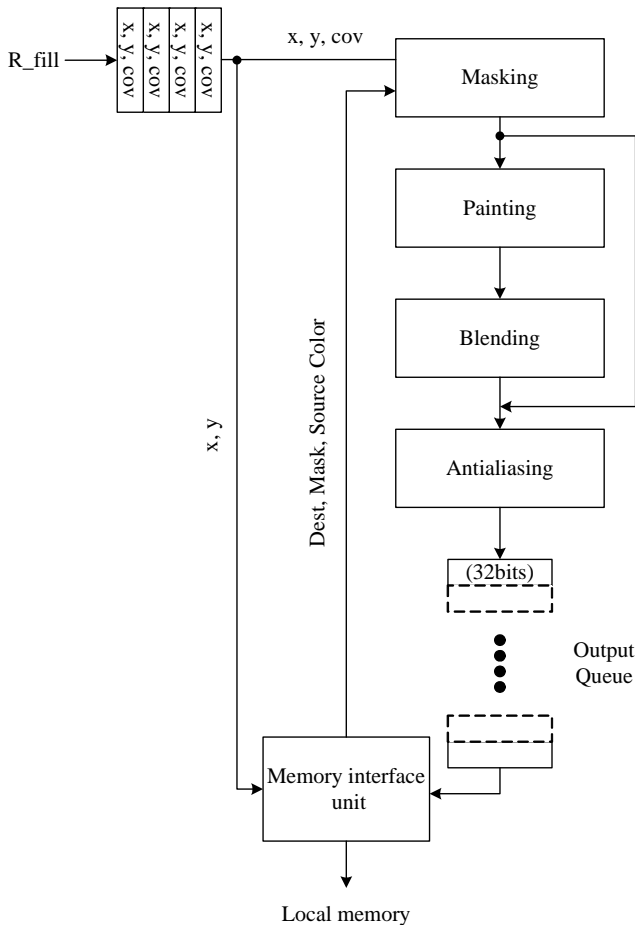 R_fill
x, y, cov
x, y, cov
x, y, cov
x, y, cov
x, y, cov
Masking
Painting
Blending
Antialiasing
x, y
Dest, Mask, Source Color
(32bits)
Output
Queue
Memory interface
unit
Local memory